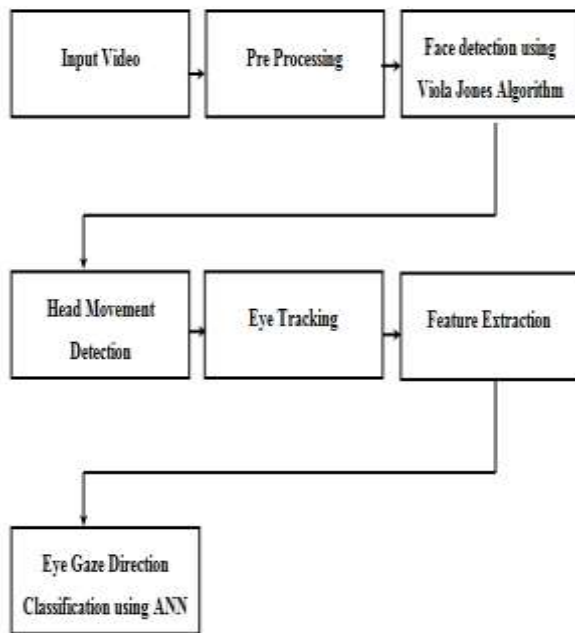 Input Video
Pre Processing
Face detection using
Viola Jones Algorithm
Head Movement
Detection
Eye Tracking
Feature Extraction
Eye Gaze Direction
Classification using ANN